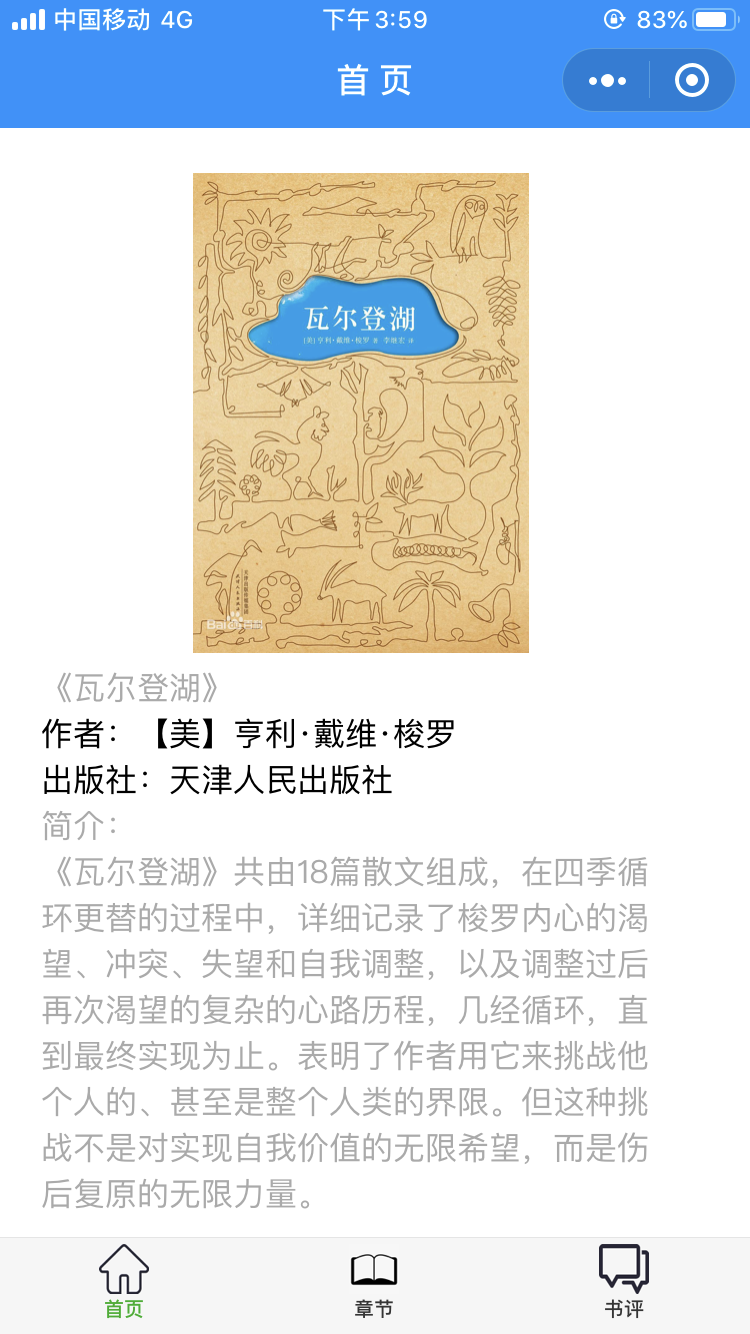 中国移动 4G 下午3:59 83%
首页
瓦尔登湖
[美]亨利·戴维·梭罗 著 李继宏 译
Bai 百科
《瓦尔登湖》
作者：【美】亨利·戴维·梭罗
出版社：天津人民出版社
简介：
《瓦尔登湖》共由18篇散文组成，在四季循
环更替的过程中，详细记录了梭罗内心的渴
望、冲突、失望和自我调整，以及调整过后
再次渴望的复杂的心路历程，几经循环，直
到最终实现为止。表明了作者用它来挑战他
个人的、甚至是整个人类的界限。但这种挑
战不是对实现自我价值的无限希望，而是伤
后复原的无限力量。
首页 章节 书评